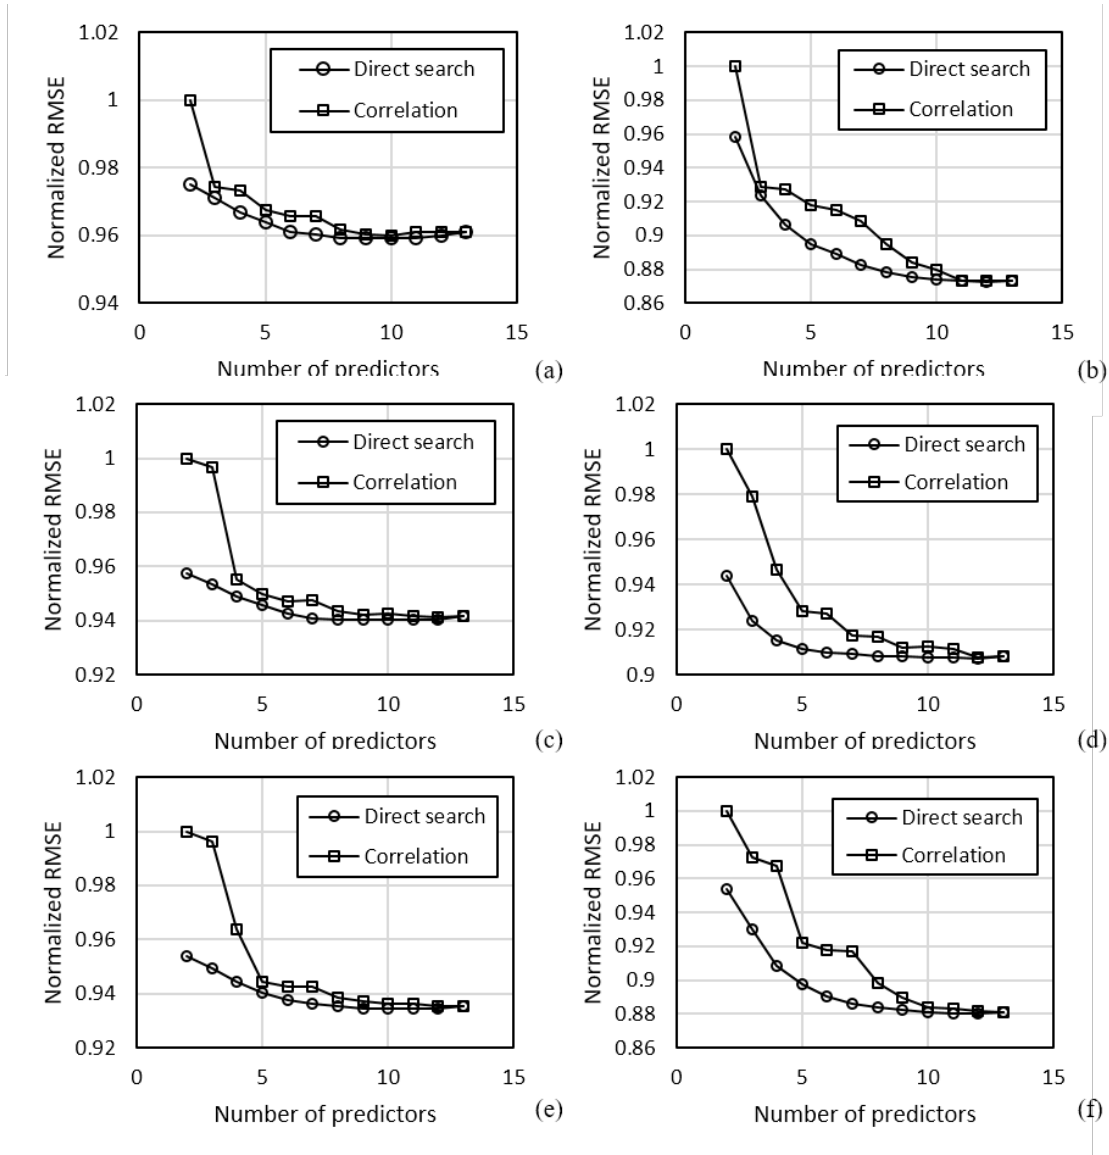 1.02
1
0.98
0.96
0.94
0 5 10 15
Normalized RMSE
Direct search
Correlation
Number of predictors
(a)
1.02
1
0.98
0.96
0.94
0.92
0.9
0.88
0.86
0 5 10 15
Normalized RMSE
Direct search
Correlation
Number of predictors
(b)
1.02
1
0.98
0.96
0.94
0.92
0 5 10 15
Normalized RMSE
Direct search
Correlation
Number of predictors
(c)
1.02
1
0.98
0.96
0.94
0.92
0.9
0 5 10 15
Normalized RMSE
Direct search
Correlation
Number of predictors
(d)
1.02
1
0.98
0.96
0.94
0.92
0 5 10 15
Normalized RMSE
Direct search
Correlation
Number of predictors
(e)
1.02
1
0.98
0.96
0.94
0.92
0.9
0.88
0.86
0 5 10 15
Normalized RMSE
Direct search
Correlation
Number of predictors
(f)